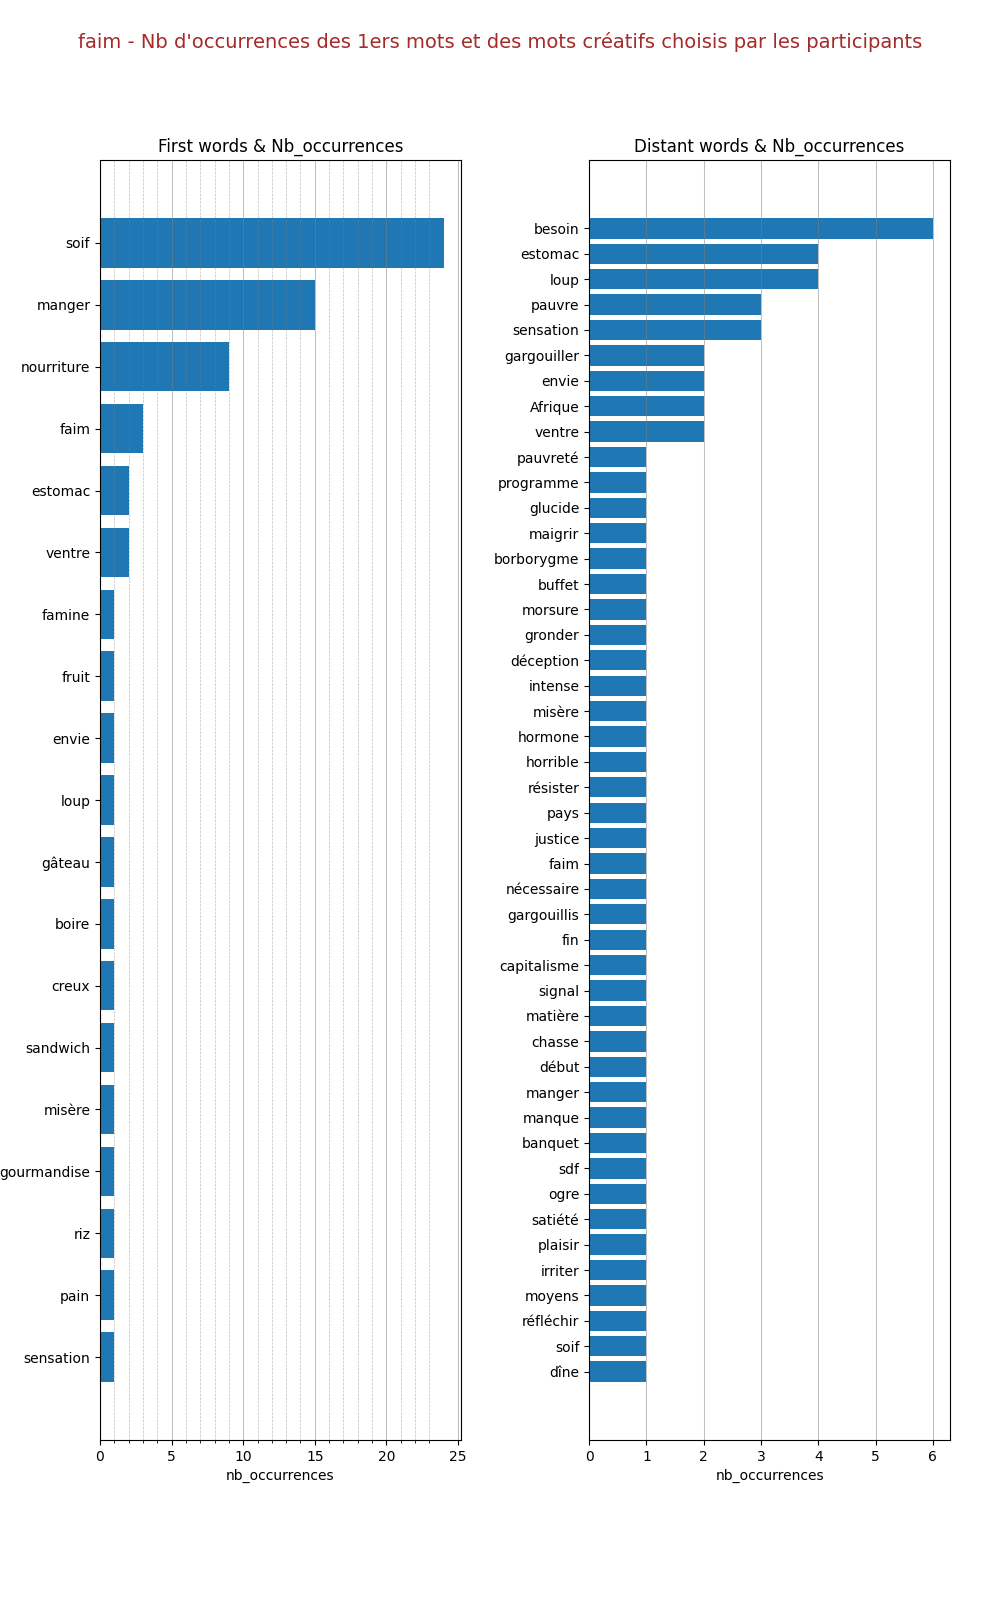 faim - Nb d'occurrences des 1ers mots et des mots créatifs choisis par les participants
First words & Nb_occurrences
soif
manger
nourriture
faim
estomac
ventre
famine
fruit
envie
loup
gâteau
boire
creux
sandwich
misère
gourmandise
riz
pain
sensation
0 5 10 15 20 25
nb_occurrences
Distant words & Nb_occurrences
besoin
estomac
loup
pauvre
sensation
gargouiller
envie
Afrique
ventre
pauvreté
programme
glucide
maigrir
borborygme
buffet
morsure
gronder
déception
intense
misère
hormone
horrible
résister
pays
justice
faim
nécessaire
gargouillis
fin
capitalisme
signal
matière
chasse
début
manger
manque
banquet
sdf
ogre
satiété
plaisir
irriter
moyens
réfléchir
soif
dîne
0 1 2 3 4 5 6
nb_occurrences